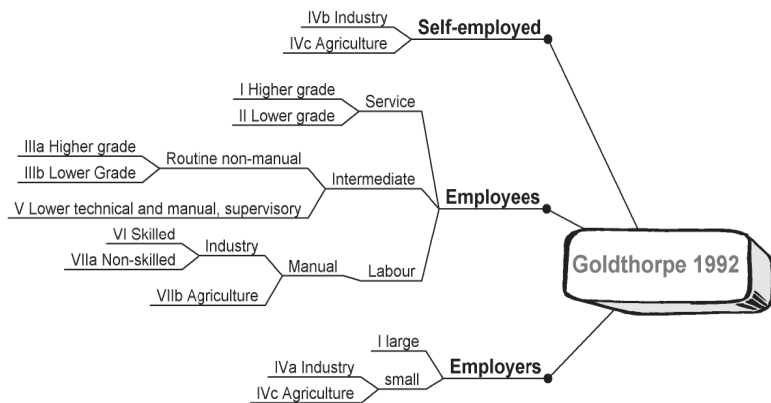 IVb Industry
IVc Agriculture
Self-employed
I Higher grade
II Lower grade
Service
IIIa Higher grade
IIIb Lower Grade
Routine non-manual
V Lower technical and manual, supervisory
Intermediate
Employees
VI Skilled
VIIa Non-skilled
Industry
VIIb Agriculture
Manual
Labour
Goldthorpe 1992
I large
IVa Industry
IVc Agriculture
small
Employers